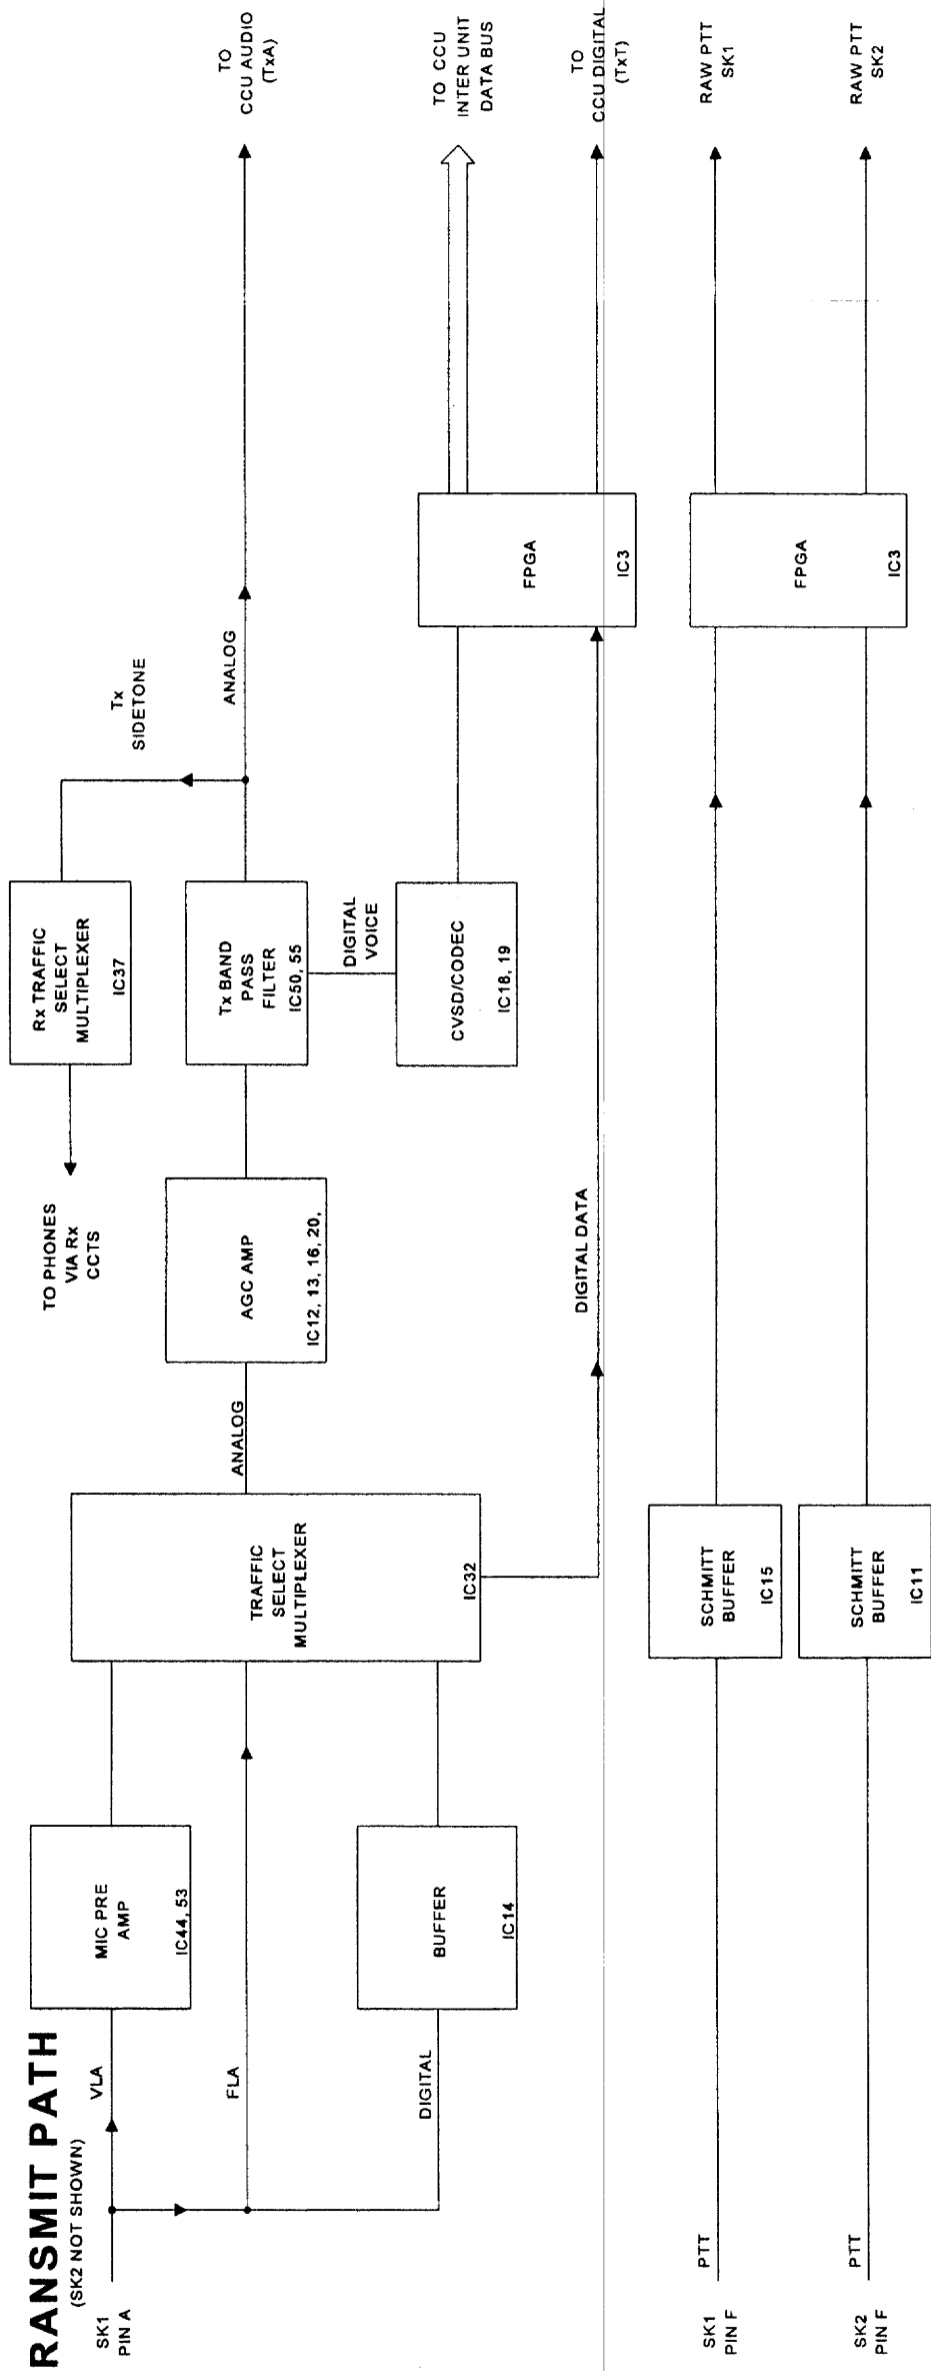 RANSMIT PATH
(SK2 NOT SHOWN)
SK1
PIN A
VLA
FLA
DIGITAL
MIC PRE
AMP
IC44, 53
BUFFER
IC14
TRAFFIC
SELECT
MULTIPLEXER
IC32
ANALOG
AGC AMP
IC12, 13, 16, 20,
TO PHONES
VIA Rx
CCTS
Rx TRAFFIC
SELECT
MULTIPLEXER
IC37
Tx BAND
PASS
FILTER
IC50, 55
DIGITAL
VOICE
CVSD/CODEC
IC18, 19
Tx
SIDETONE
ANALOG
DIGITAL DATA
FPGA
IC3
TO
CCU AUDIO
(TxA)
TO CCU
INTER UNIT
DATA BUS
TO
CCU DIGITAL
(TxT)
SK1
PIN F
PTT
SCHMITT
BUFFER
IC15
FPGA
IC3
RAW PTT
SK1
SK2
PIN F
PTT
SCHMITT
BUFFER
IC11
RAW PTT
SK2